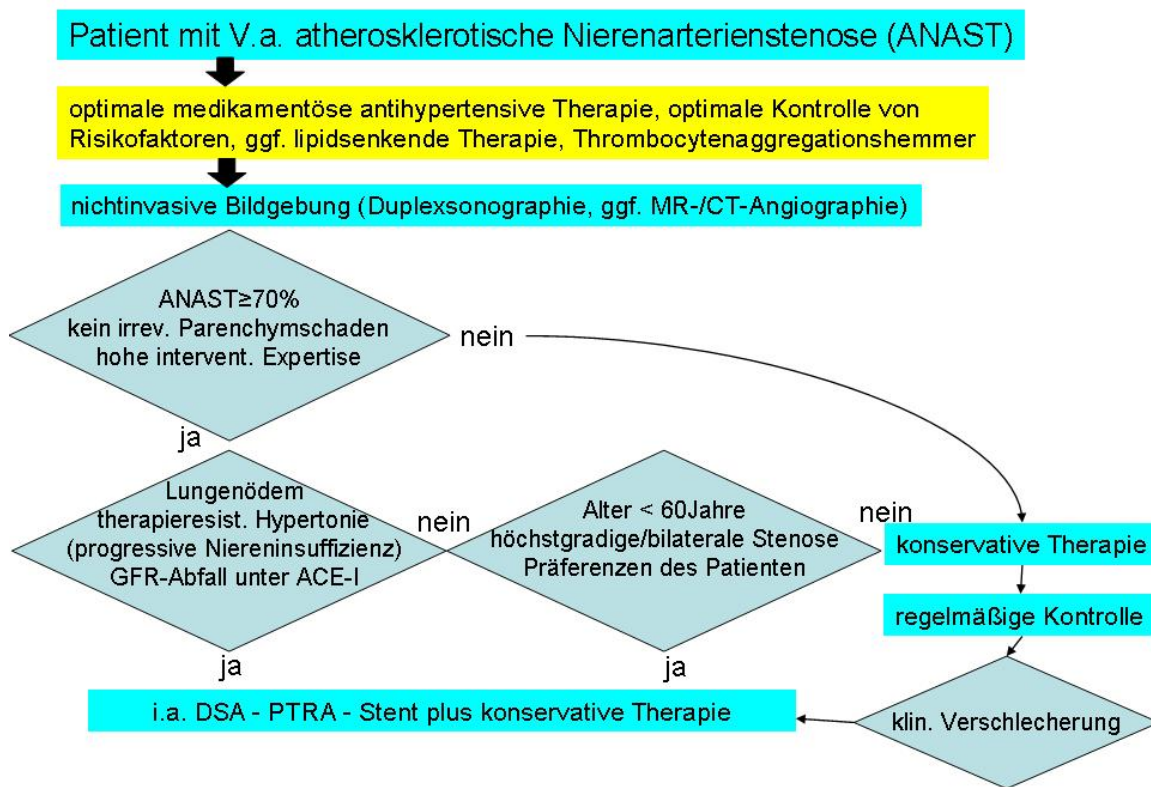 Patient mit V.a. atherosklerotische Nierenarterienstenose (ANAST)
optimale medikamentöse antihypertensive Therapie, optimale Kontrolle von
Risikofaktoren, ggf. lipidsenkende Therapie, Thrombocytenaggregationshemmer
nichtinvasive Bildgebung (Duplexsonographie, ggf. MR-/CT-Angiographie)
ANAST≥70%
kein irrev. Parenchymschaden
hohe intervent. Expertise
nein
ja
Lungenödem
therapieresist. Hypertonie
(progressive Niereninsuffizienz)
GFR-Abfall unter ACE-I
nein
Alter < 60Jahre
höchstgradige/bilaterale Stenose
Präferenzen des Patienten
nein
konservative Therapie
regelmäßige Kontrolle
ja
ja
i.a. DSA - PTRA - Stent plus konservative Therapie
klin. Verschlecherung